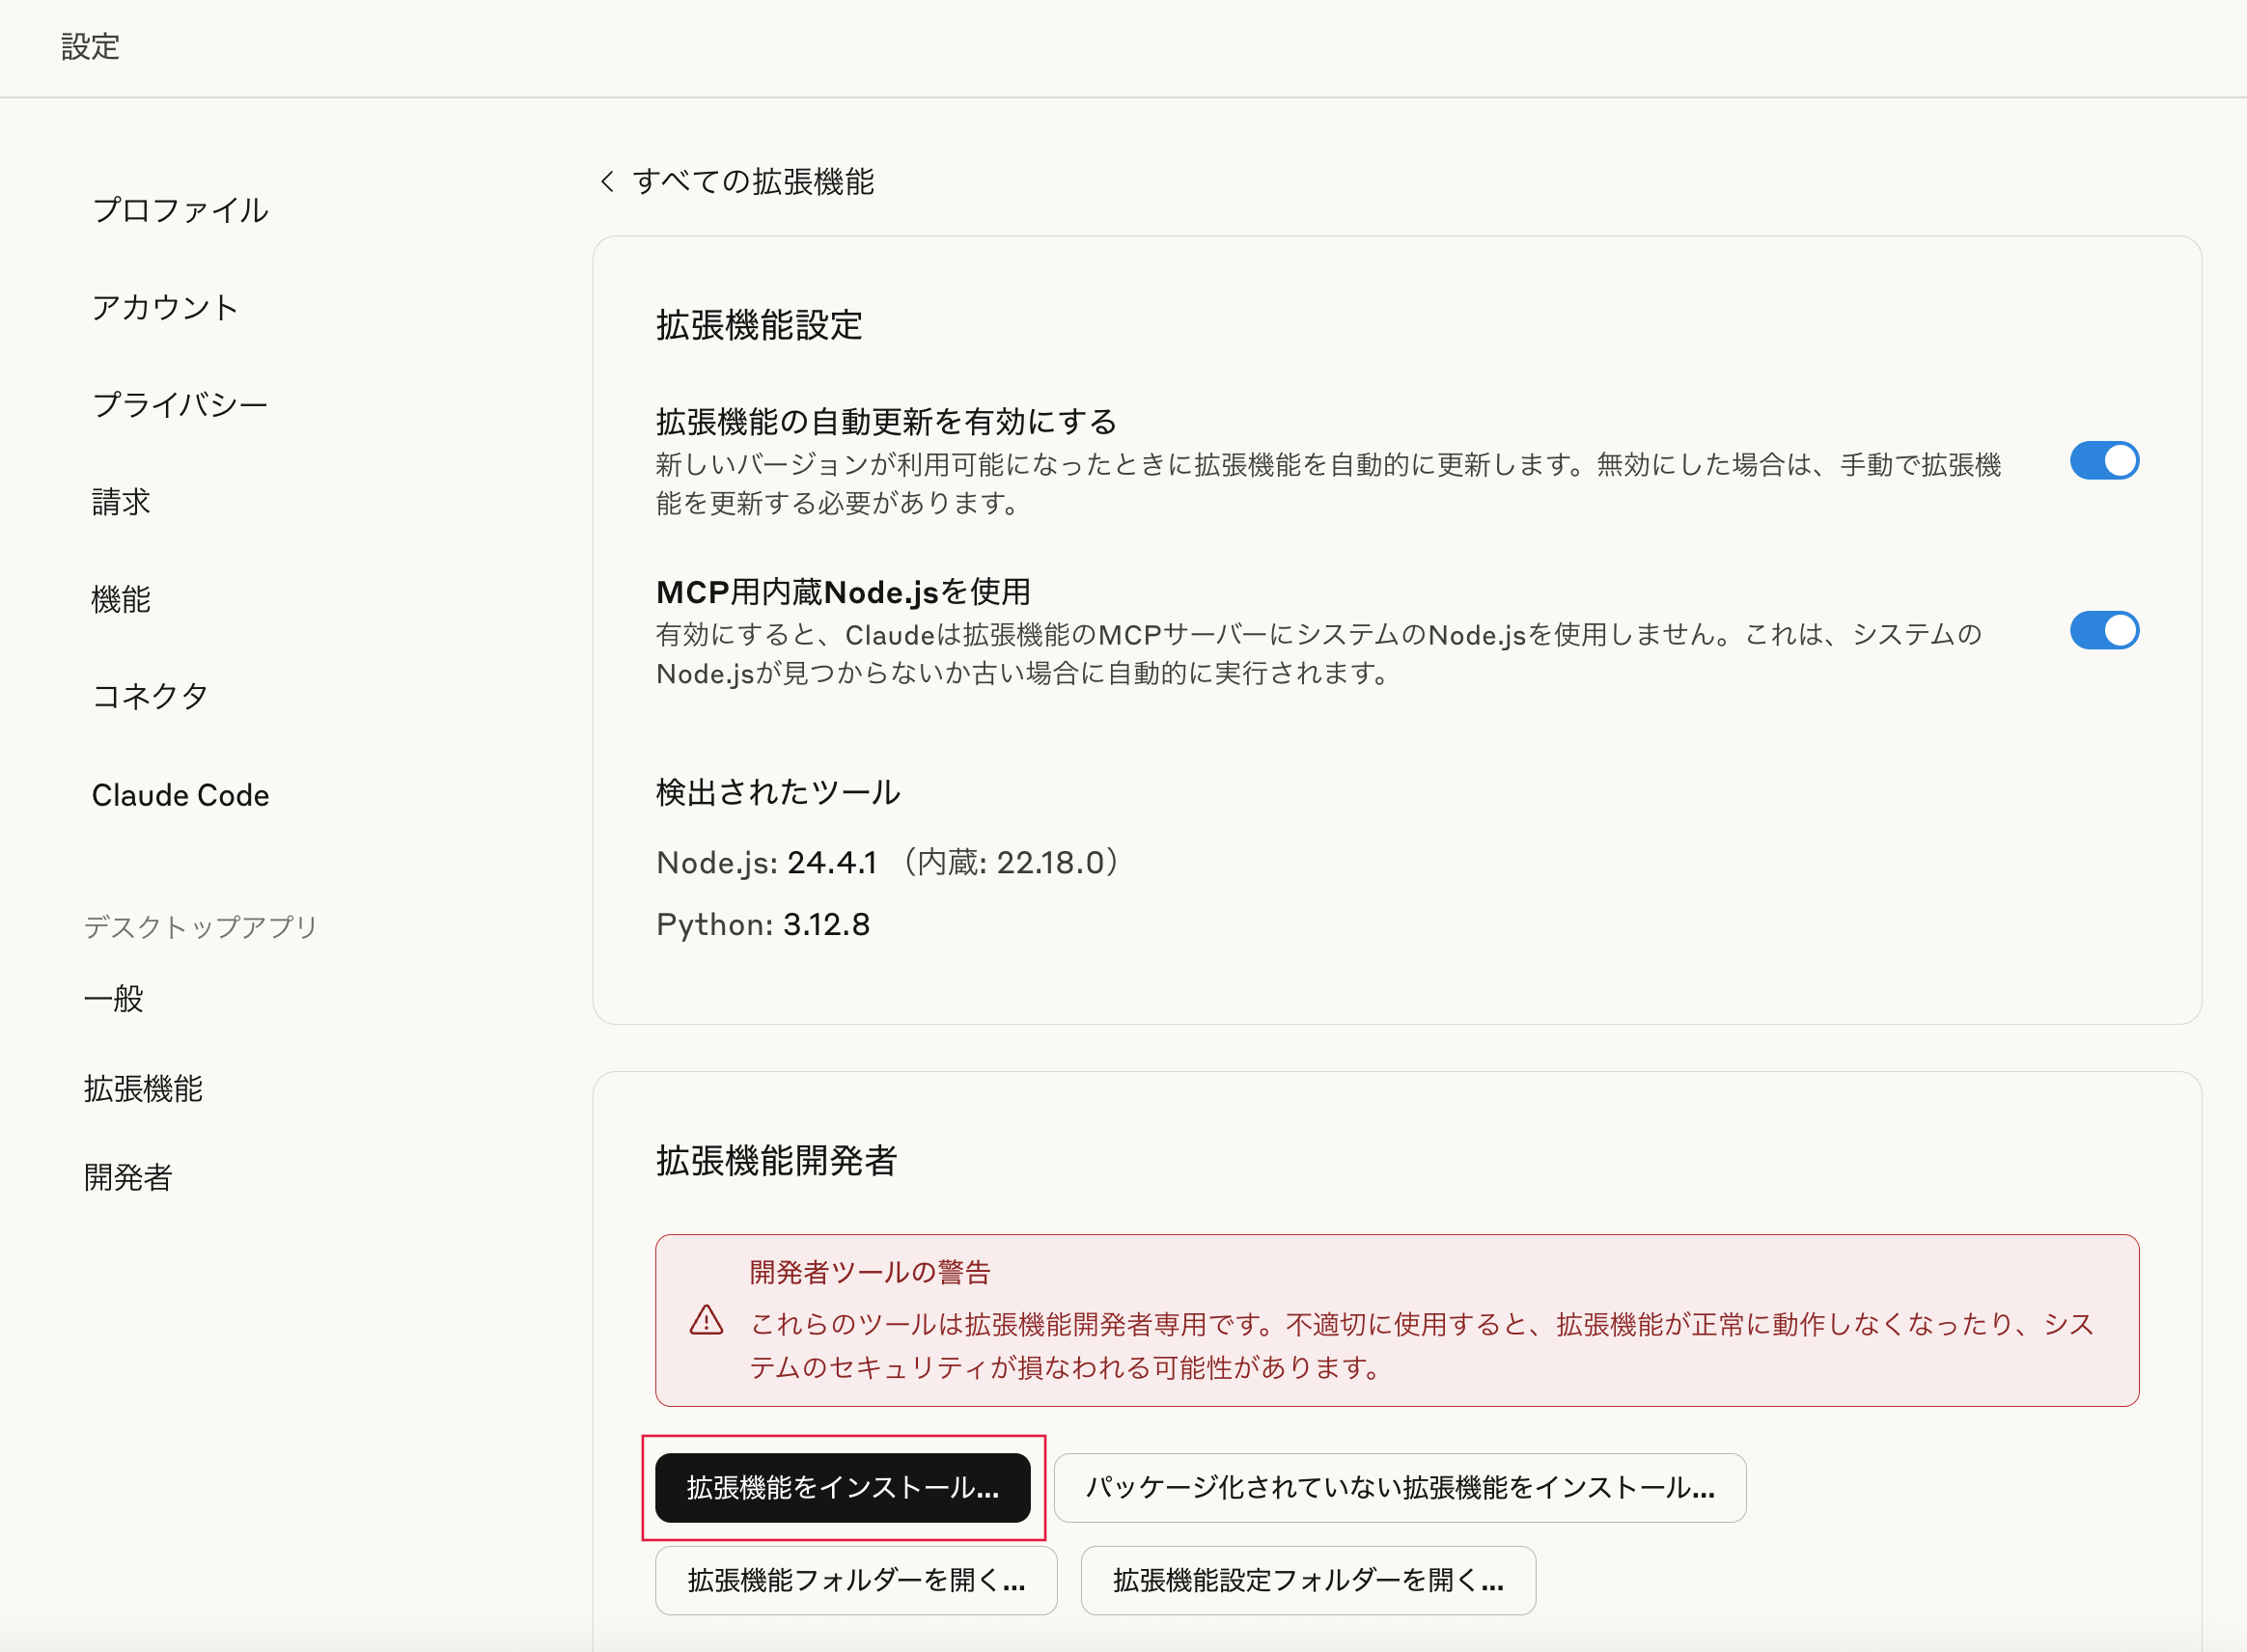 設定
プロファイル
アカウント
プライバシー
請求
機能
コネクタ
Claude Code
デスクトップアプリ
一般
拡張機能
開発者
すべての拡張機能
拡張機能設定
拡張機能の自動更新を有効にする
新しいバージョンが利用可能になったときに拡張機能を自動的に更新します。無効にした場合は、手動で拡張機
能を更新する必要があります。
MCP用内蔵Node.jsを使用
有効にすると、Claudeは拡張機能のMCPサーバーにシステムのNode.jsを使用しません。これは、システムの
Node.jsが見つからないか古い場合に自動的に実行されます。
検出されたツール
Node.js: 24.4.1 （内蔵: 22.18.0）
Python: 3.12.8
拡張機能開発者
開発者ツールの警告
これらのツールは拡張機能開発者専用です。不適切に使用すると、拡張機能が正常に動作しなくなったり、シス
テムのセキュリティが損なわれる可能性があります。
拡張機能をインストール... パッケージ化されていない拡張機能をインストール...
拡張機能フォルダーを開く... 拡張機能設定フォルダーを開く...